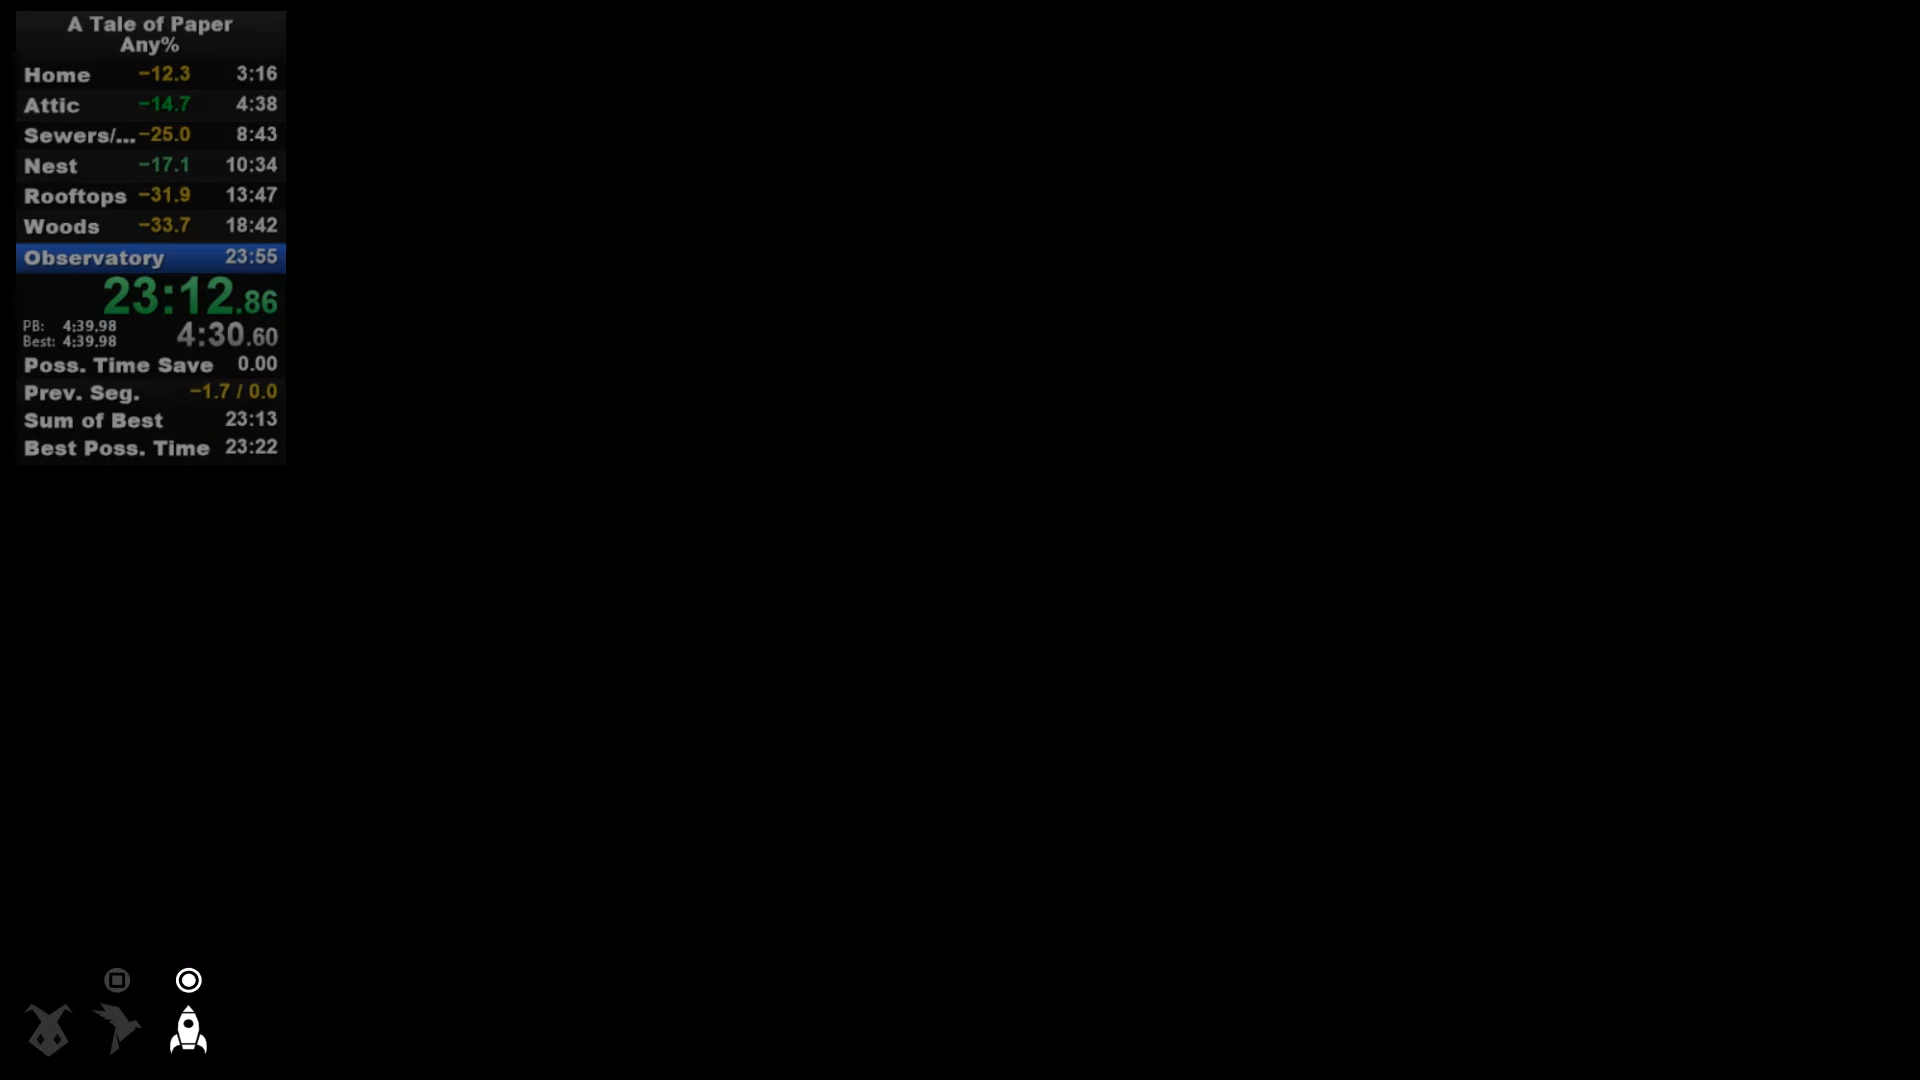 A Tale of Paper
Any%
Home −12.3 3:16
Attic −14.7 4:38
Sewers/... −25.0 8:43
Nest −17.1 10:34
Rooftops −31.9 13:47
Woods −33.7 18:42
Observatory 23:55
23:12.86
PB: 4:39.98 4:30.60
Best: 4:39.98
Poss. Time Save 0.00
Prev. Seg. −1.7 / 0.0
Sum of Best 23:13
Best Poss. Time 23:22